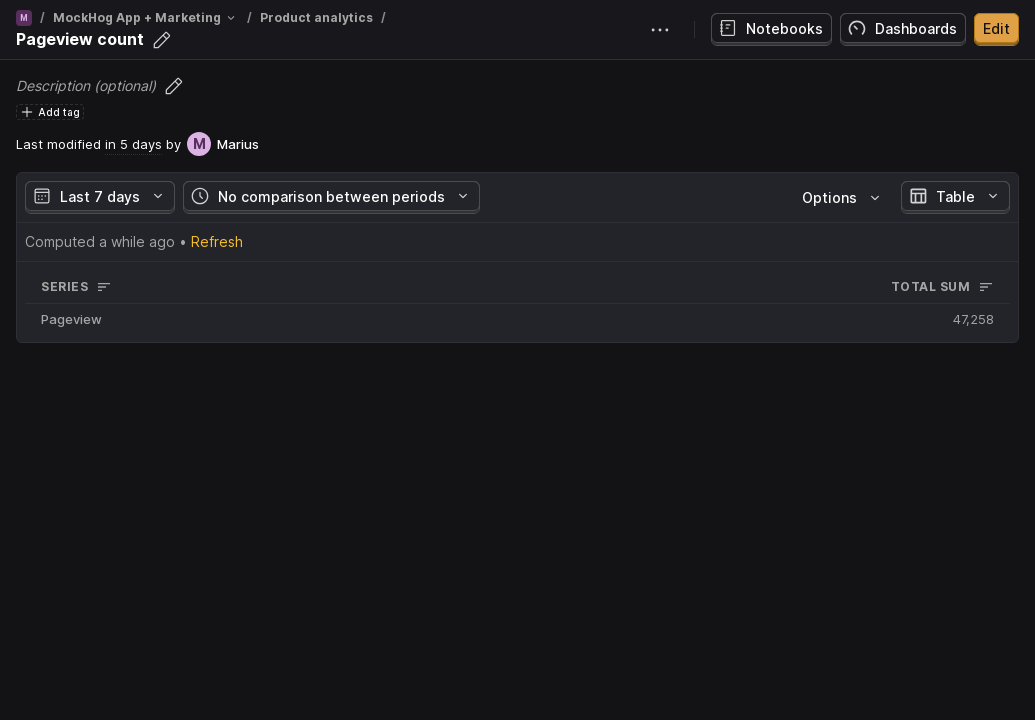 M / MockHog App + Marketing / Product analytics /
Pageview count
Notebooks
Dashboards
Edit
Description (optional)
Add tag
Last modified in 5 days by M Marius
Last 7 days
No comparison between periods
Options
Table
Computed a while ago • Refresh
SERIES
TOTAL SUM
Pageview
47,258